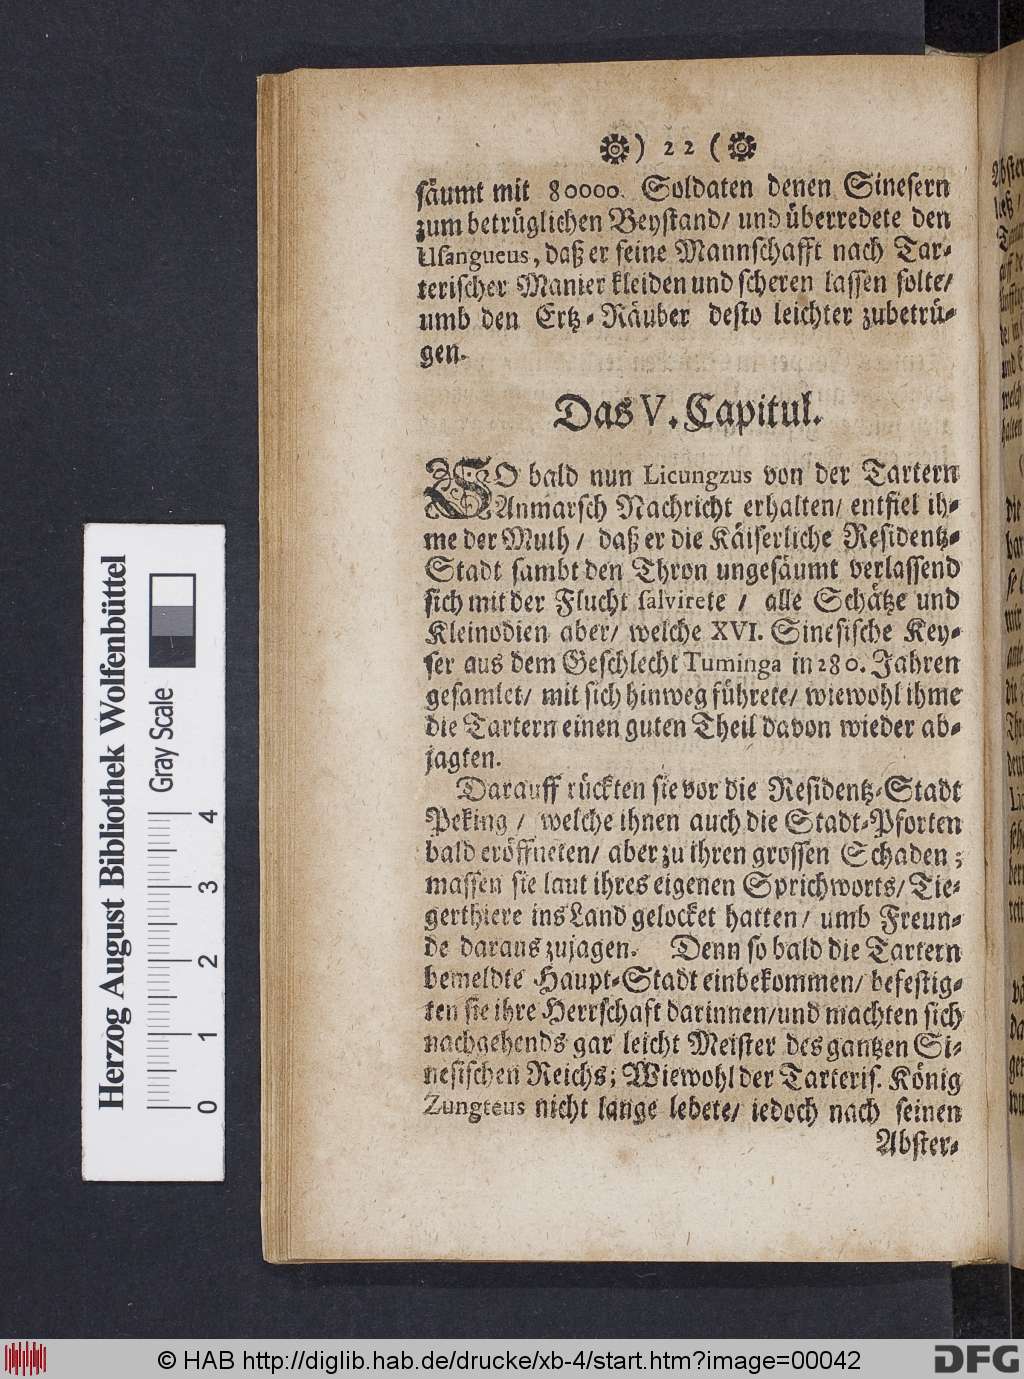 ) 22 (
säumt mit 80000. Soldaten denen Sinesern
zum betrüglichen Beystand/ und überredete den
Usangueus, daß er seine Mannschafft nach Tar-
terischer Manier kleiden und scheren lassen solte/
umb den Ertz-Räuber desto leichter zubetrü-
gen.
Das V. Capitul.
SO bald nun Licungzus von der Tartern
Anmarsch Nachricht erhalten/ entfiel ih-
me der Muth/ daß er die Käiserliche Residentz-
Stadt sambt den Thron ungesäumt verlassend
sich mit der Flucht salvirete / alle Schätze und
Kleinodien aber/ welche XVI. Sinesische Key-
ser aus dem Geschlecht Tuminga in 280. Jahren
gesamlet/ mit sich hinweg führete/ wiewohl ihme
die Tartern einen guten Theil davon wieder ab-
jagten.
Darauff rückten sie vor die Residentz-Stadt
Peking / welche ihnen auch die Stadt-Pforten
bald eröffneten/ aber zu ihren grossen Schaden;
massen sie laut ihres eigenen Sprichworts/ Tie-
gerthiere ins Land gelocket hatten/ umb Freun-
de daraus zujagen. Denn so bald die Tartern
bemeldte Haupt-Stadt einbekommen/ befestig-
ten sie ihre Herrschaft darinnen/und machten sich
nachgehends gar leicht Meister des gantzen Si-
nesischen Reichs; Wiewohl der Tarteris. König
Zungteus nicht lange lebete/ iedoch nach seinen
Abster-
Herzog August Bibliothek Wolfenbüttel
Gray Scale
0 1 2 3 4
© HAB http://diglib.hab.de/drucke/xb-4/start.htm?image=00042
DFG